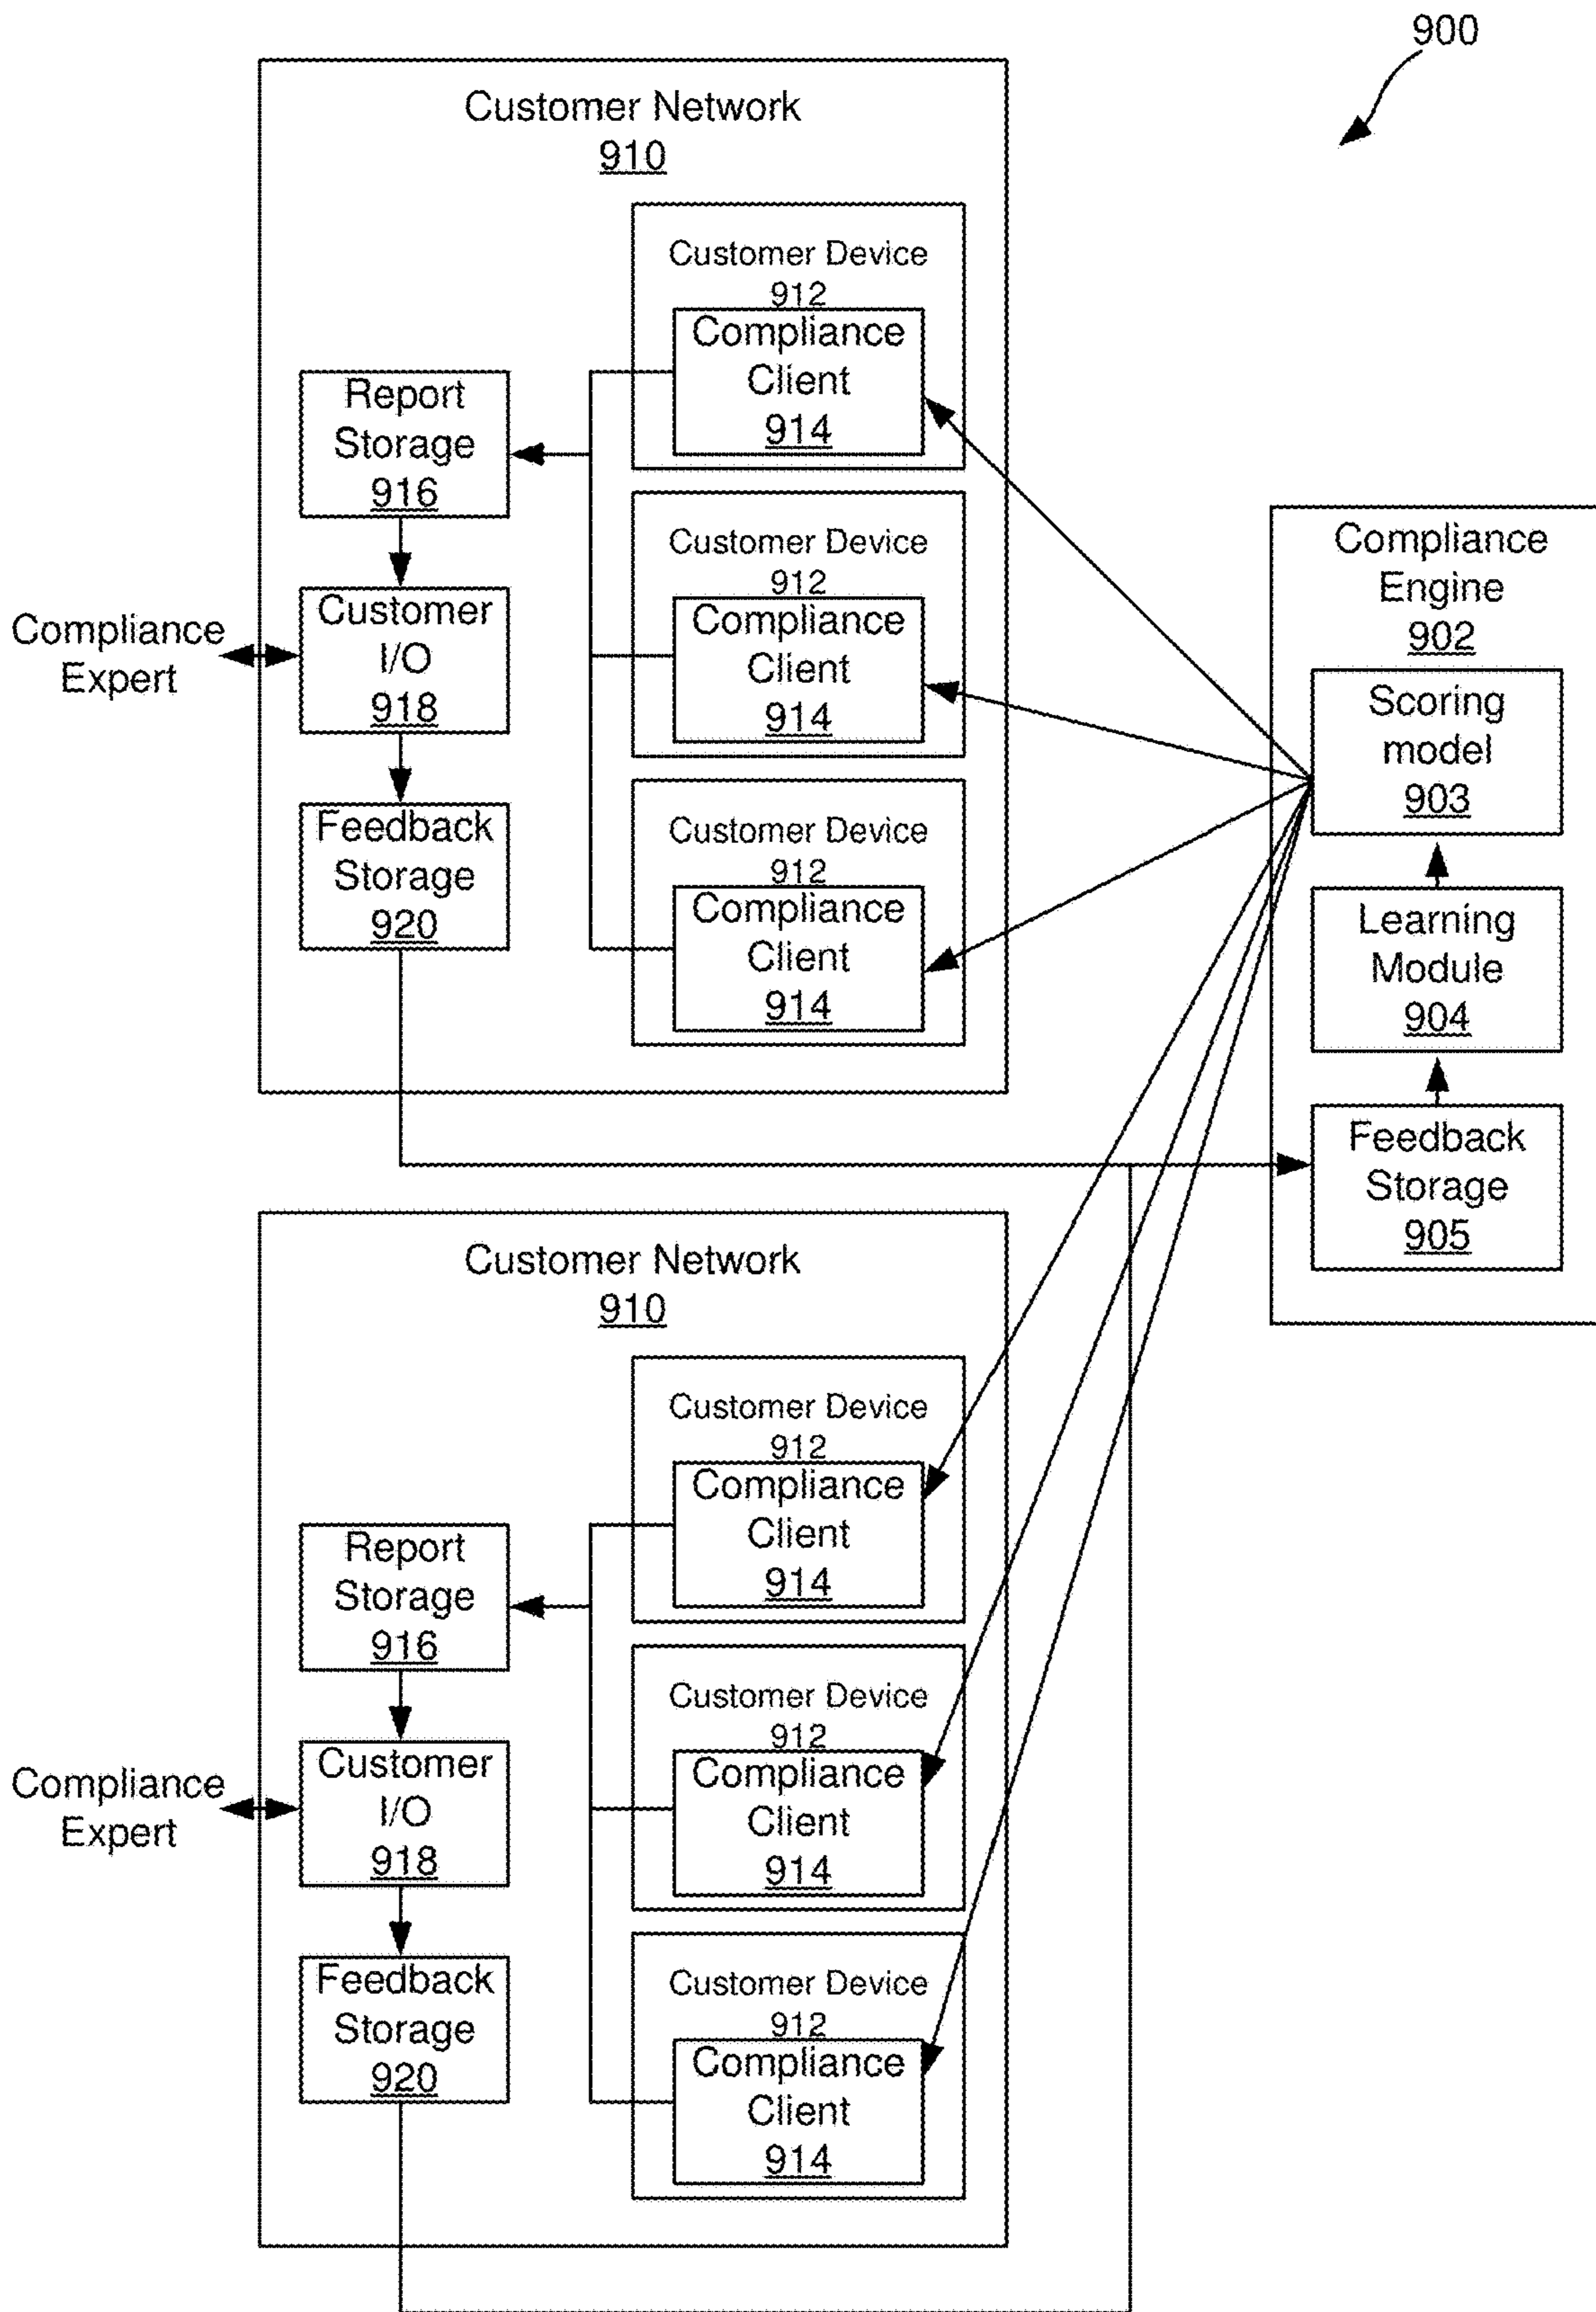 900
Customer Network
910
Customer Device
912
Compliance
Client
914
Report
Storage
916
Customer Device
912
Compliance
Client
914
Customer
I/O
918
Compliance
Expert
Customer Device
912
Compliance
Client
914
Feedback
Storage
920
Compliance
Engine
902
Scoring
model
903
Learning
Module
904
Feedback
Storage
905
Customer Network
910
Customer Device
912
Compliance
Client
914
Report
Storage
916
Customer Device
912
Compliance
Client
914
Customer
I/O
918
Compliance
Expert
Customer Device
912
Compliance
Client
914
Feedback
Storage
920